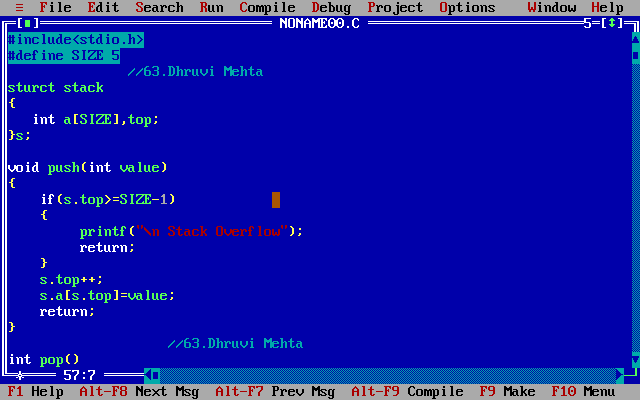 ≡ File Edit Search Run Compile Debug Project Options Window Help
[■] NONAME00.C 5=[↕]
#include<stdio.h>
#define SIZE 5
//63.Dhruvi Mehta
sturct stack
{
int a[SIZE],top;
}s;
void push(int value)
{
if(s.top>=SIZE-1)
{
printf("\n Stack Overflow");
return;
}
s.top++;
s.a[s.top]=value;
return;
}
//63.Dhruvi Mehta
int pop()
57:7
F1 Help Alt-F8 Next Msg Alt-F7 Prev Msg Alt-F9 Compile F9 Make F10 Menu